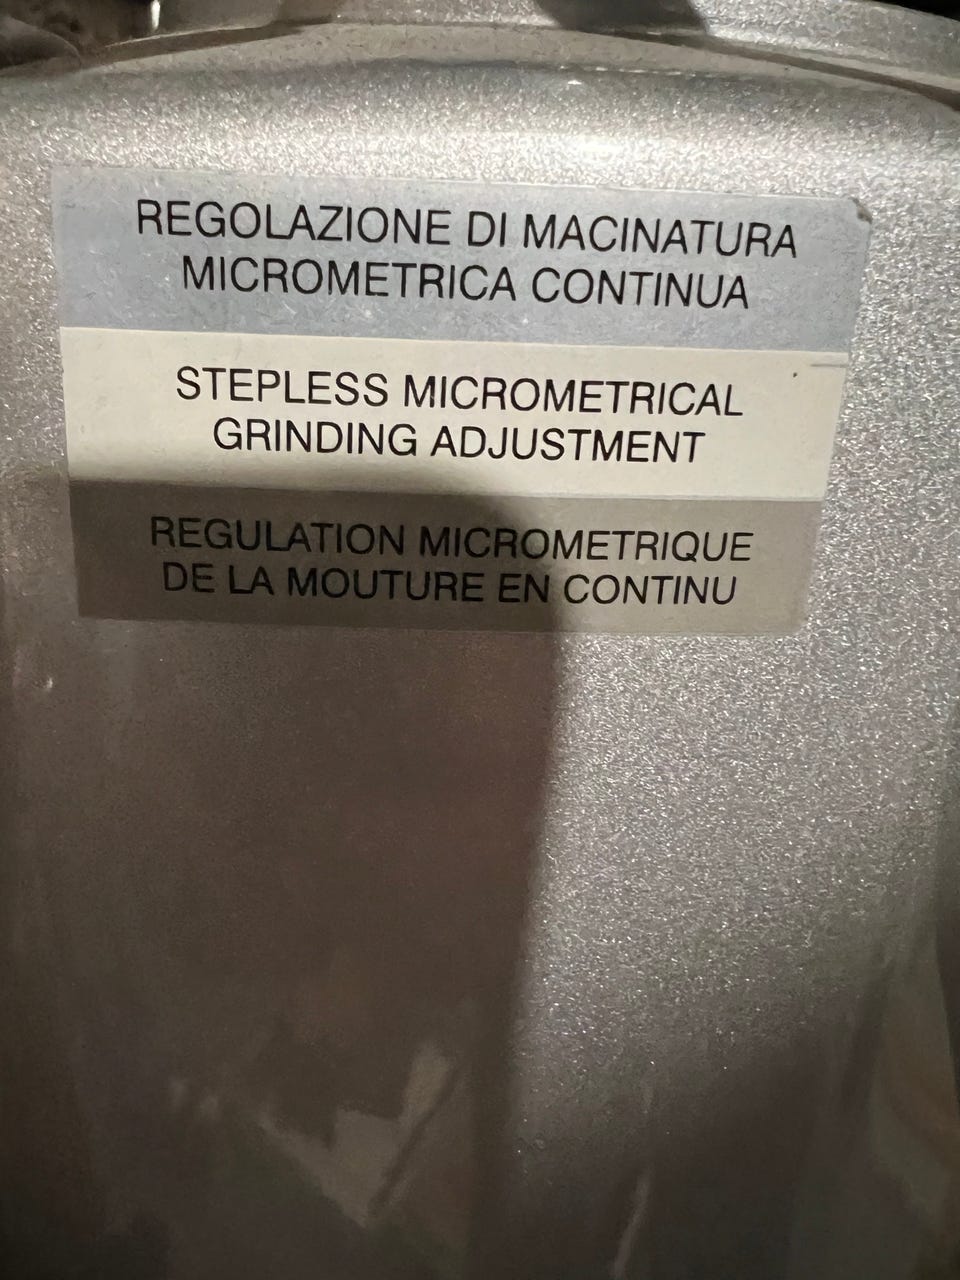 REGOLAZIONE DI MACINATURA
MICROMETRICA CONTINUA
STEPLESS MICROMETRICAL
GRINDING ADJUSTMENT
REGULATION MICROMETRIQUE
DE LA MOUTURE EN CONTINU